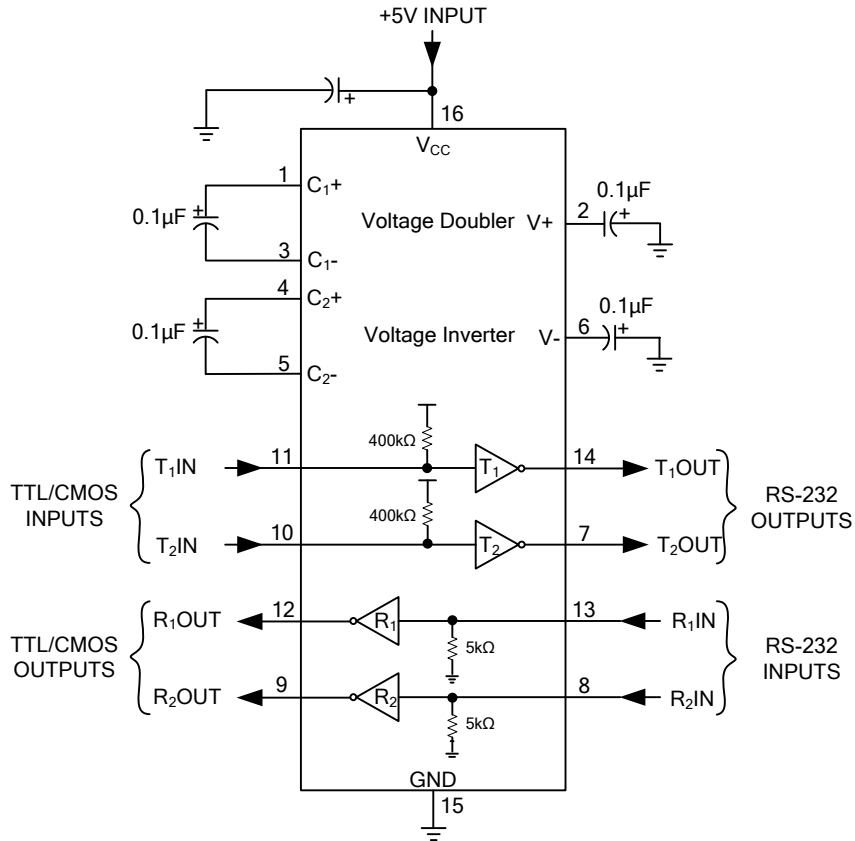 +5V INPUT
+
16
VCC
1
C1+
0.1µF
+
3
C1-
Voltage Doubler
V+
2
0.1µF
+
4
C2+
0.1µF
+
5
C2-
Voltage Inverter
V-
6
0.1µF
+
400kΩ
TTL/CMOS
INPUTS
T1IN
11
T1
14
T1OUT
RS-232
OUTPUTS
400kΩ
T2IN
10
T2
7
T2OUT
TTL/CMOS
OUTPUTS
R1OUT
12
R1
13
R1IN
5kΩ
RS-232
INPUTS
R2OUT
9
R2
8
R2IN
5kΩ
GND
15